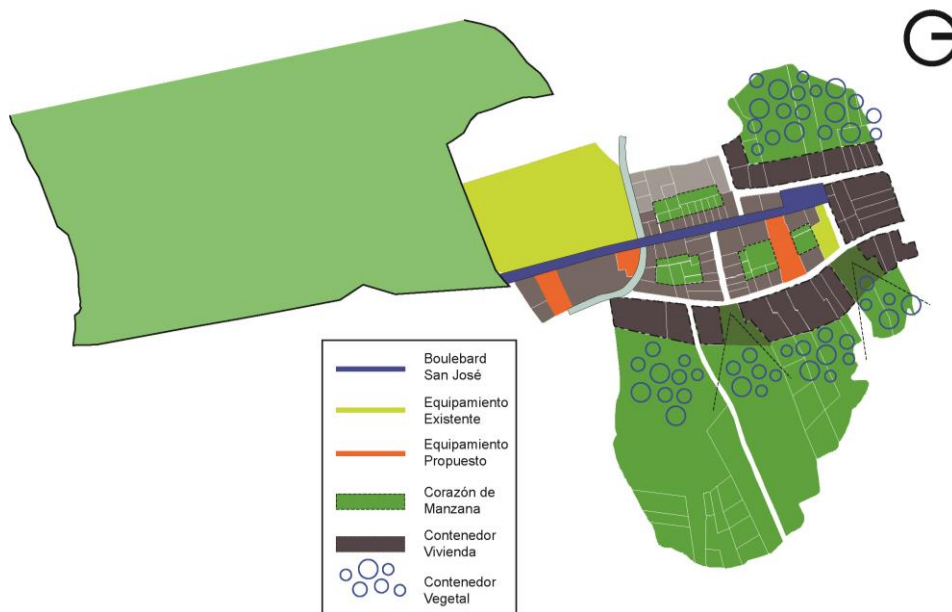 Boulebard
San José
Equipamiento
Existente
Equipamiento
Propuesto
Corazón de
Manzana
Contenedor
Vivienda
Contenedor
Vegetal